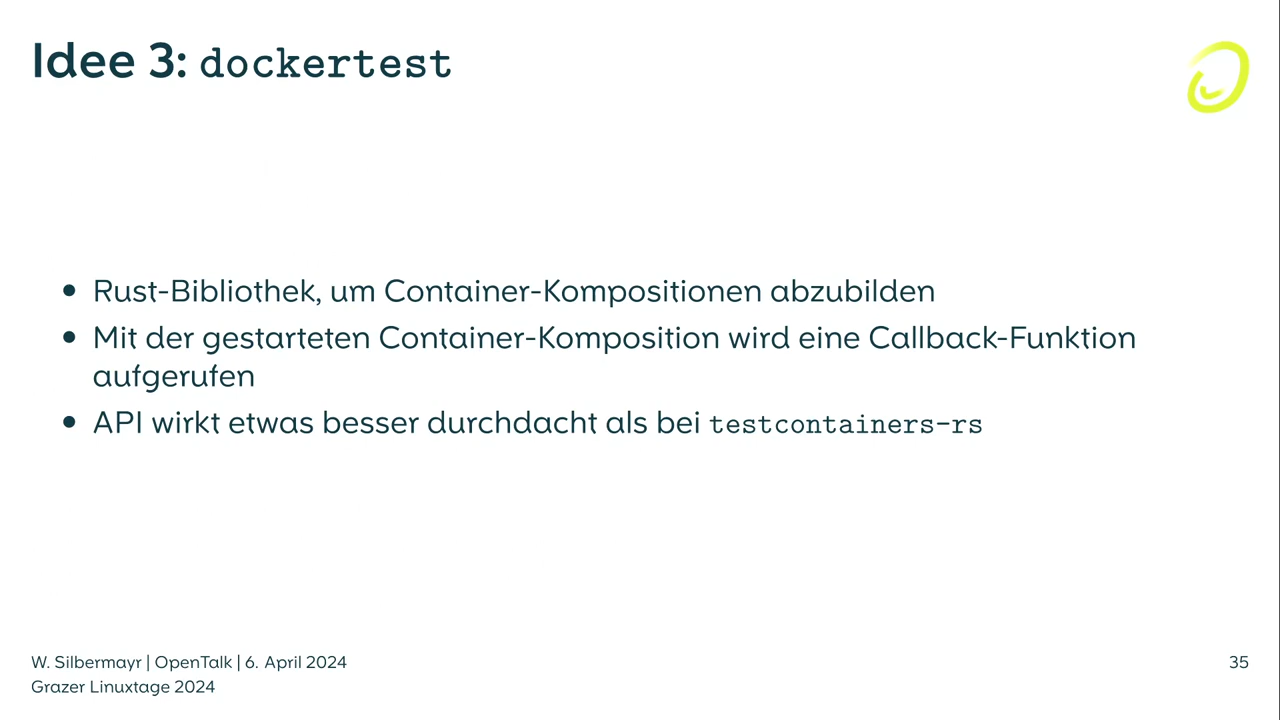 Idee 3: dockertest
• Rust-Bibliothek, um Container-Kompositionen abzubilden
• Mit der gestarteten Container-Komposition wird eine Callback-Funktion
aufgerufen
• API wirkt etwas besser durchdacht als bei testcontainers-rs
W. Silbermayr | OpenTalk | 6. April 2024
35
Grazer Linuxtage 2024